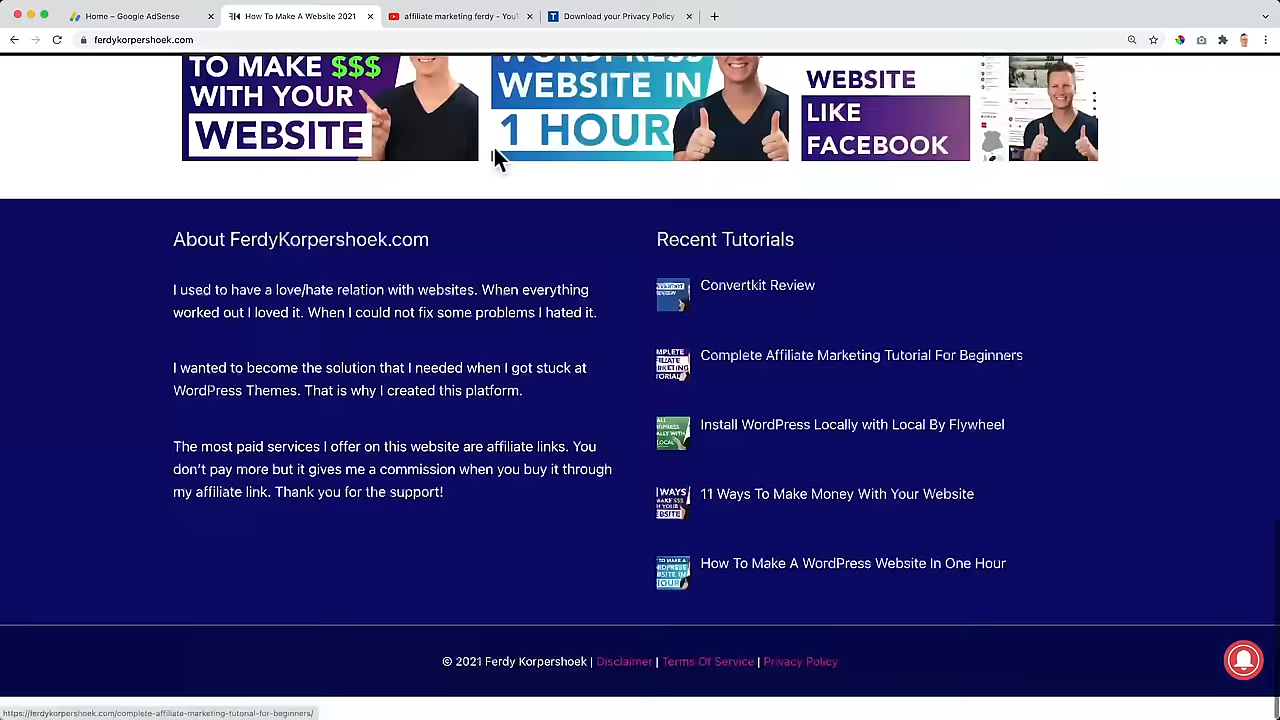 Home – Google AdSense
How To Make A Website 2021
affiliate marketing ferdy - YouT
Download your Privacy Policy
ferdykorpershoek.com
TO MAKE $$$
WITH YOUR
WEBSITE
WORDPRESS
WEBSITE IN
1 HOUR
WEBSITE
LIKE
FACEBOOK
About FerdyKorpershoek.com
I used to have a love/hate relation with websites. When everything
worked out I loved it. When I could not fix some problems I hated it.
I wanted to become the solution that I needed when I got stuck at
WordPress Themes. That is why I created this platform.
The most paid services I offer on this website are affiliate links. You
don't pay more but it gives me a commission when you buy it through
my affiliate link. Thank you for the support!
Recent Tutorials
Convertkit Review
Complete Affiliate Marketing Tutorial For Beginners
Install WordPress Locally with Local By Flywheel
11 Ways To Make Money With Your Website
How To Make A WordPress Website In One Hour
© 2021 Ferdy Korpershoek | Disclaimer | Terms Of Service | Privacy Policy
https://ferdykorpershoek.com/complete-affiliate-marketing-tutorial-for-beginners/